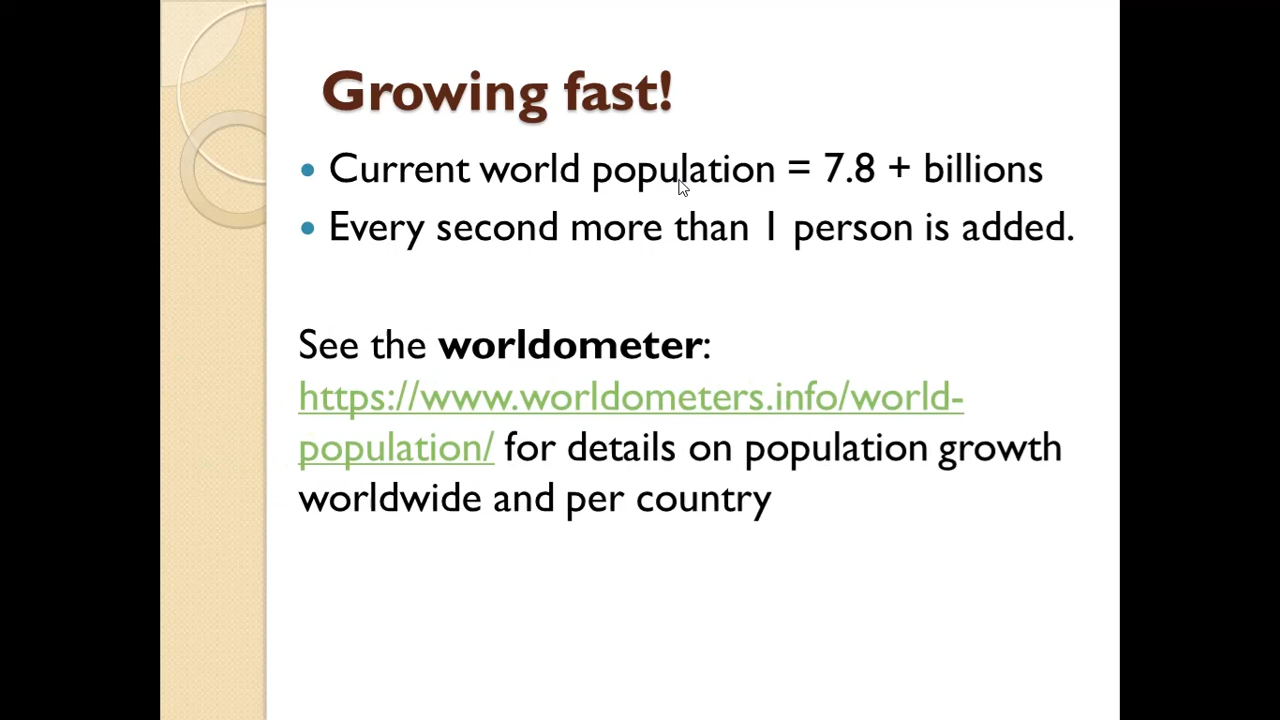 Growing fast!
• Current world population = 7.8 + billions
• Every second more than 1 person is added.
See the worldometer:
https://www.worldometers.info/world-
population/ for details on population growth
worldwide and per country